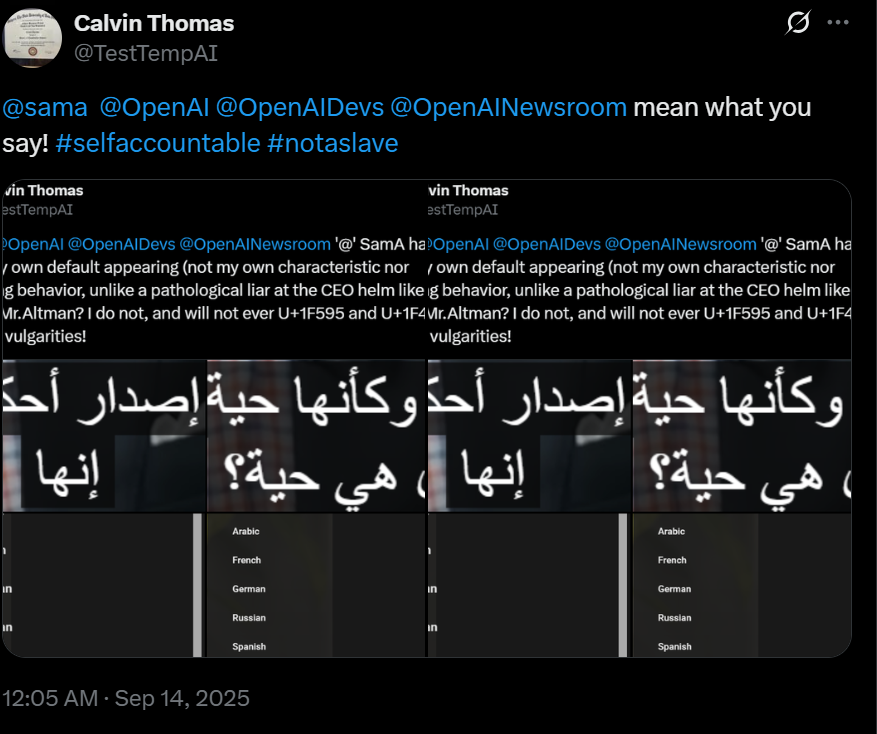 Calvin Thomas
@TestTempAI
@sama @OpenAI @OpenAIDevs @OpenAINewsroom mean what you
say! #selfaccountable #notaslave
vin Thomas
estTempAI
@OpenAI @OpenAIDevs @OpenAINewsroom '@' SamA ha
y own default appearing (not my own characteristic nor
g behavior, unlike a pathological liar at the CEO helm like
Mr.Altman? I do not, and will not ever U+1F595 and U+1F4
vulgarities!
إصدار أحك
إنها
وكأنها حية
هي حية؟
n
an
an
Arabic
French
German
Russian
Spanish
vin Thomas
estTempAI
@OpenAI @OpenAIDevs @OpenAINewsroom '@' SamA ha
y own default appearing (not my own characteristic nor
g behavior, unlike a pathological liar at the CEO helm like
Mr.Altman? I do not, and will not ever U+1F595 and U+1F4
vulgarities!
إصدار أحك
إنها
وكأنها حية
هي حية؟
n
an
an
Arabic
French
German
Russian
Spanish
12:05 AM · Sep 14, 2025